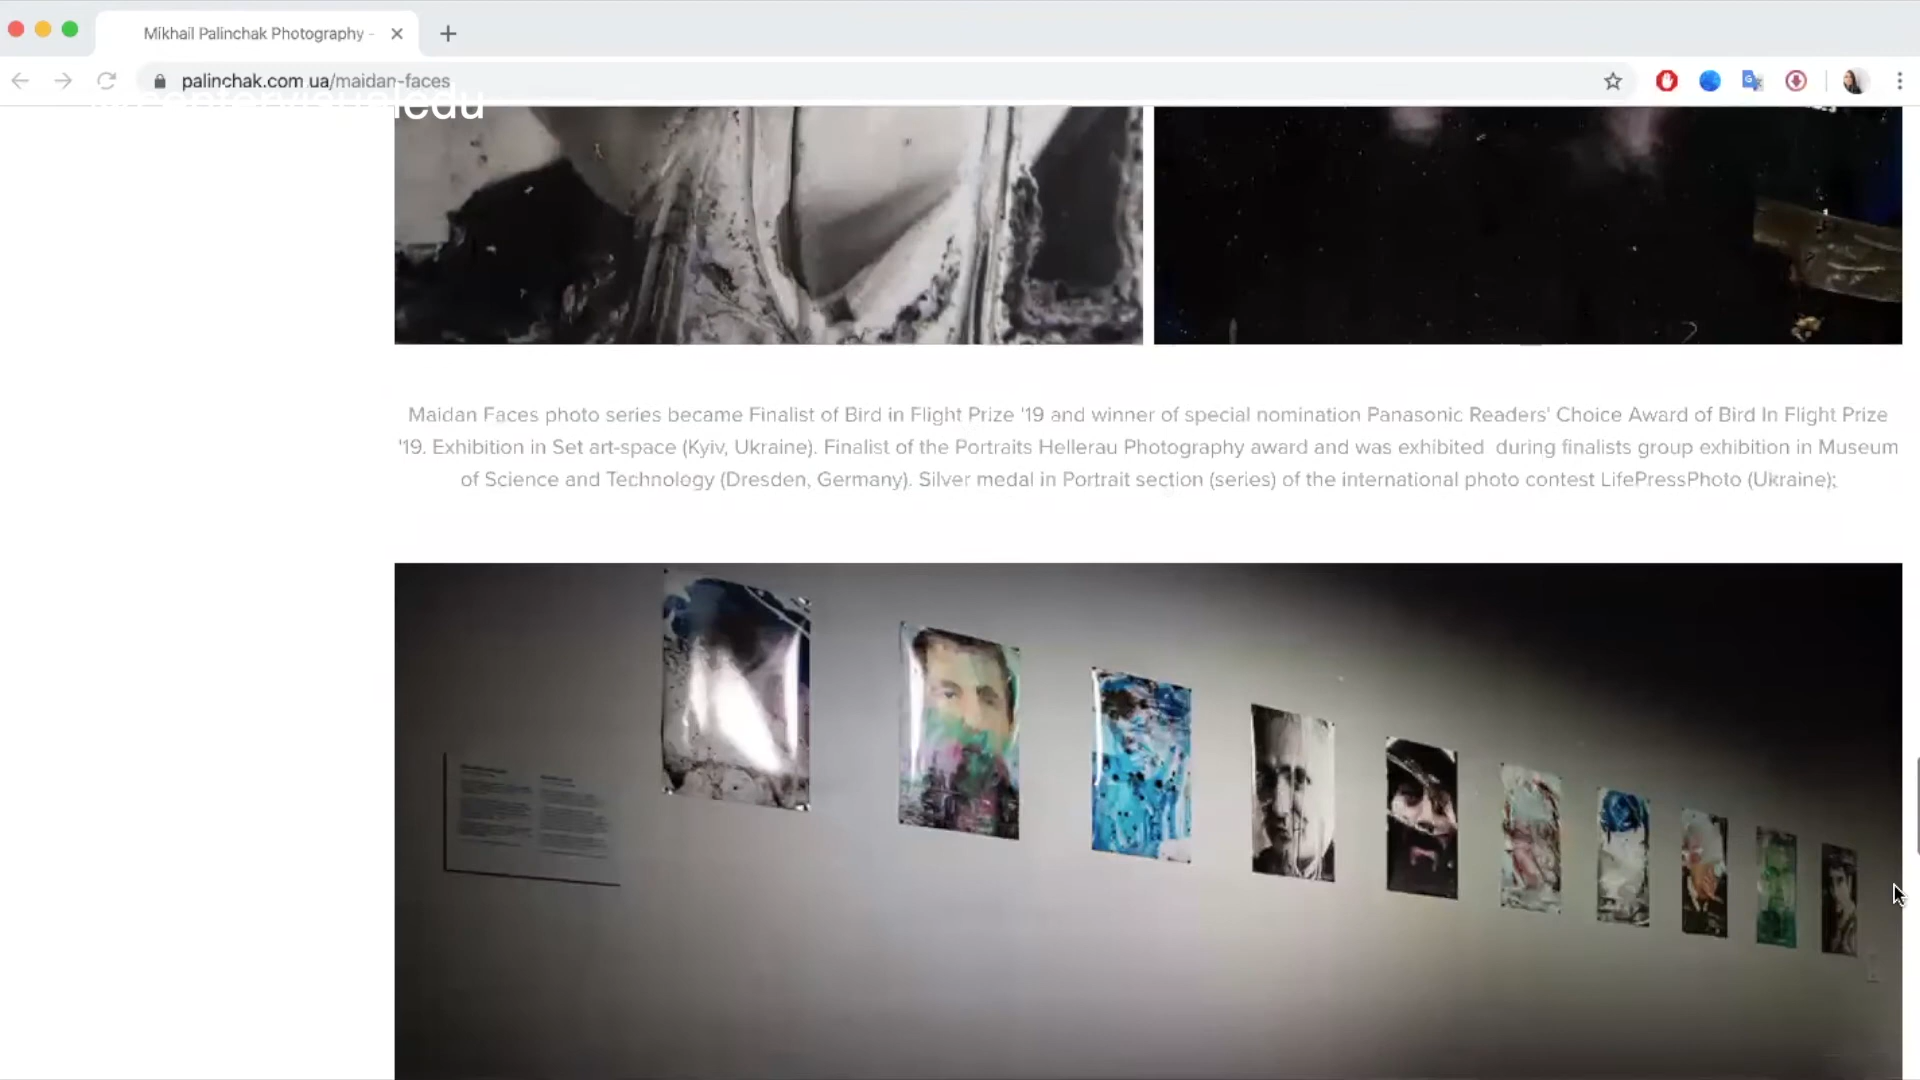 Mikhail Palinchak Photography -
palinchak.com.ua/maidan-faces
Maidan Faces photo series became Finalist of Bird in Flight Prize '19 and winner of special nomination Panasonic Readers' Choice Award of Bird In Flight Prize
'19. Exhibition in Set art-space (Kyiv, Ukraine). Finalist of the Portraits Hellerau Photography award and was exhibited during finalists group exhibition in Museum
of Science and Technology (Dresden, Germany). Silver medal in Portrait section (series) of the international photo contest LifePressPhoto (Ukraine);